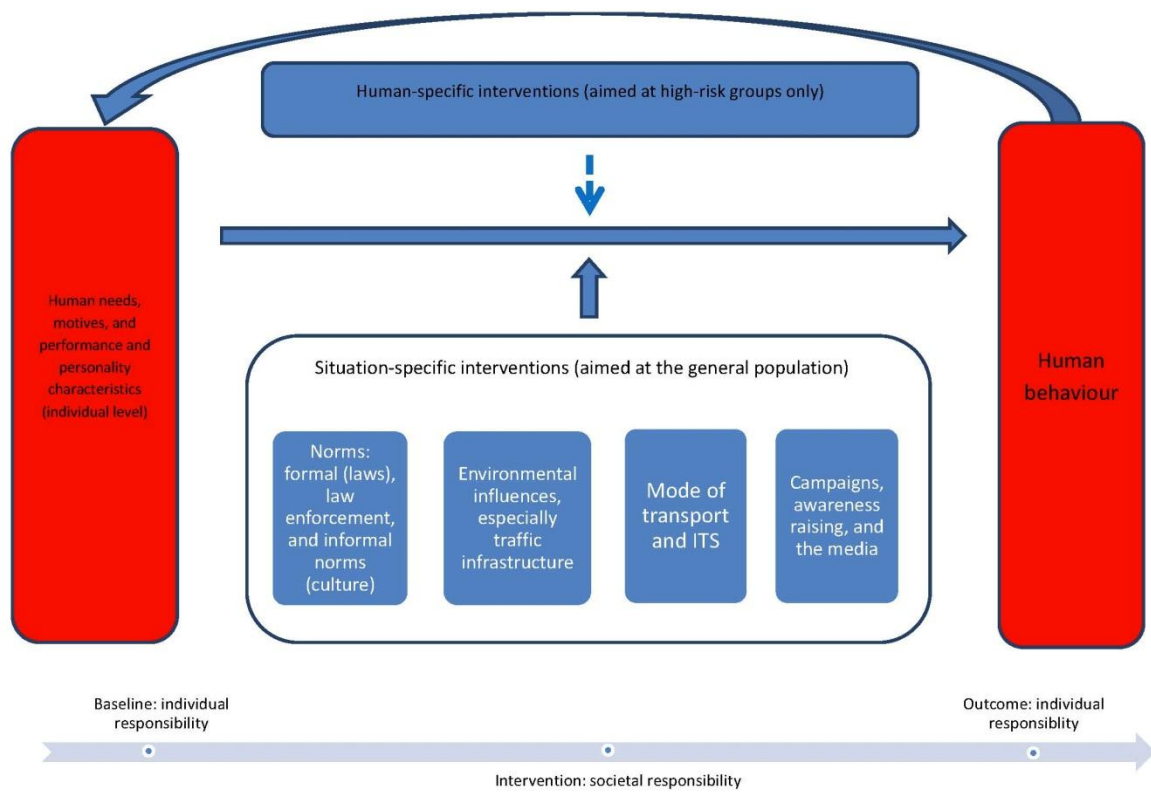 Human-specific interventions (aimed at high-risk groups only)
Human needs,
motives, and
performance and
personality
characteristics
(individual level)
Situation-specific interventions (aimed at the general population)
Norms:
formal (laws),
law
enforcement,
and informal
norms
(culture)
Environmental
influences,
especially
traffic
infrastructure
Mode of
transport
and ITS
Campaigns,
awareness
raising, and
the media
Human
behaviour
Baseline: individual
responsibility
Outcome: individual
responsiblity
Intervention: societal responsibility